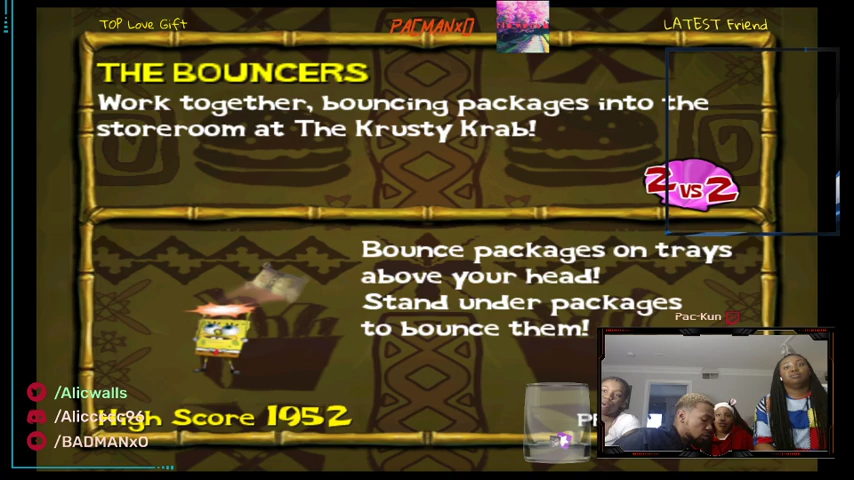 TOP Love Gift
PACMANxO
LATEST Friend
THE BOUNCERS
Work together, bouncing packages into the
storeroom at The Krusty Krab!
2 VS 2
Bounce packages on trays
above your head!
Stand under packages
to bounce them!
Pac-Kun
/Alicwalls
High Score 1952
/BADMANxO